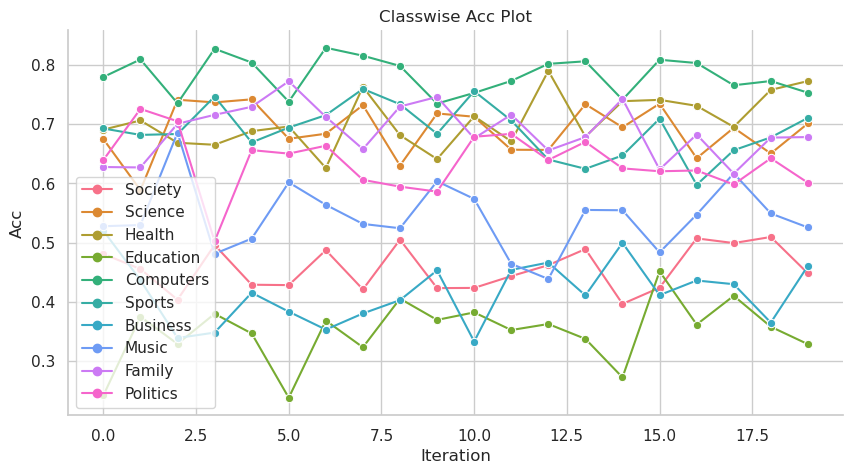 Classwise Acc Plot
Acc
0.8
0.7
0.6
0.5
0.4
0.3
Society
Science
Health
Education
Computers
Sports
Business
Music
Family
Politics
0.0 2.5 5.0 7.5 10.0 12.5 15.0 17.5
Iteration